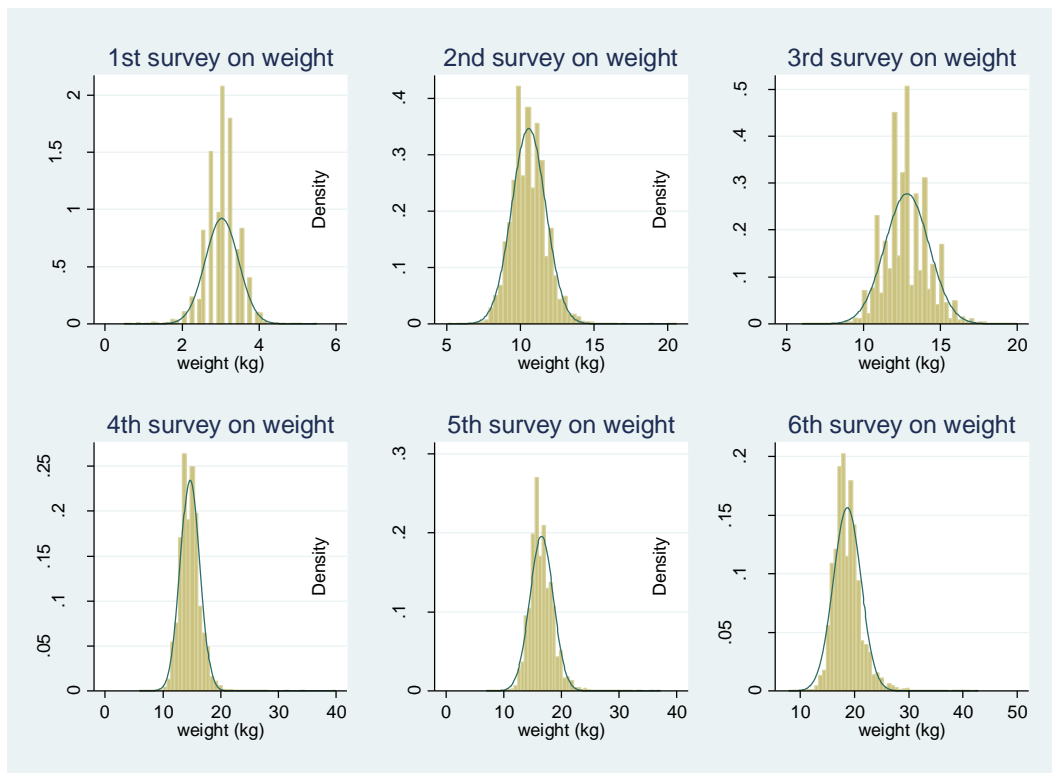 1st survey on weight
2
1.5
1
.5
0
0 2 4 6
weight (kg)
Density
2nd survey on weight
.4
.3
.2
.1
0
5 10 15 20
weight (kg)
Density
3rd survey on weight
.5
.4
.3
.2
.1
0
5 10 15 20
weight (kg)
4th survey on weight
.25
.2
.15
.1
.05
0
0 10 20 30 40
weight (kg)
Density
5th survey on weight
.3
.2
.1
0
0 10 20 30 40
weight (kg)
Density
6th survey on weight
.2
.15
.1
.05
0
10 20 30 40 50
weight (kg)